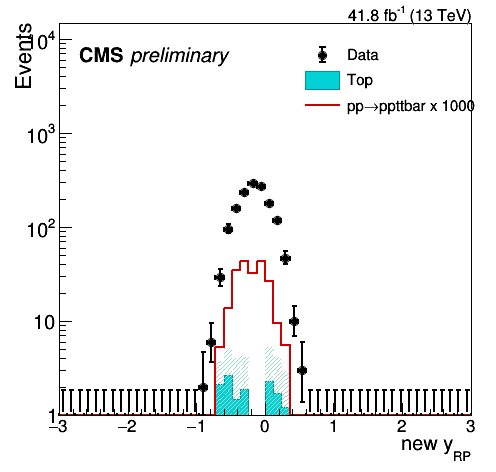 41.8 fb⁻¹ (13 TeV)
Events
CMS preliminary
Data
Top
pp→ppttbar x 1000
10⁴
10³
10²
10
1
−3 −2 −1 0 1 2 3
new y_RP